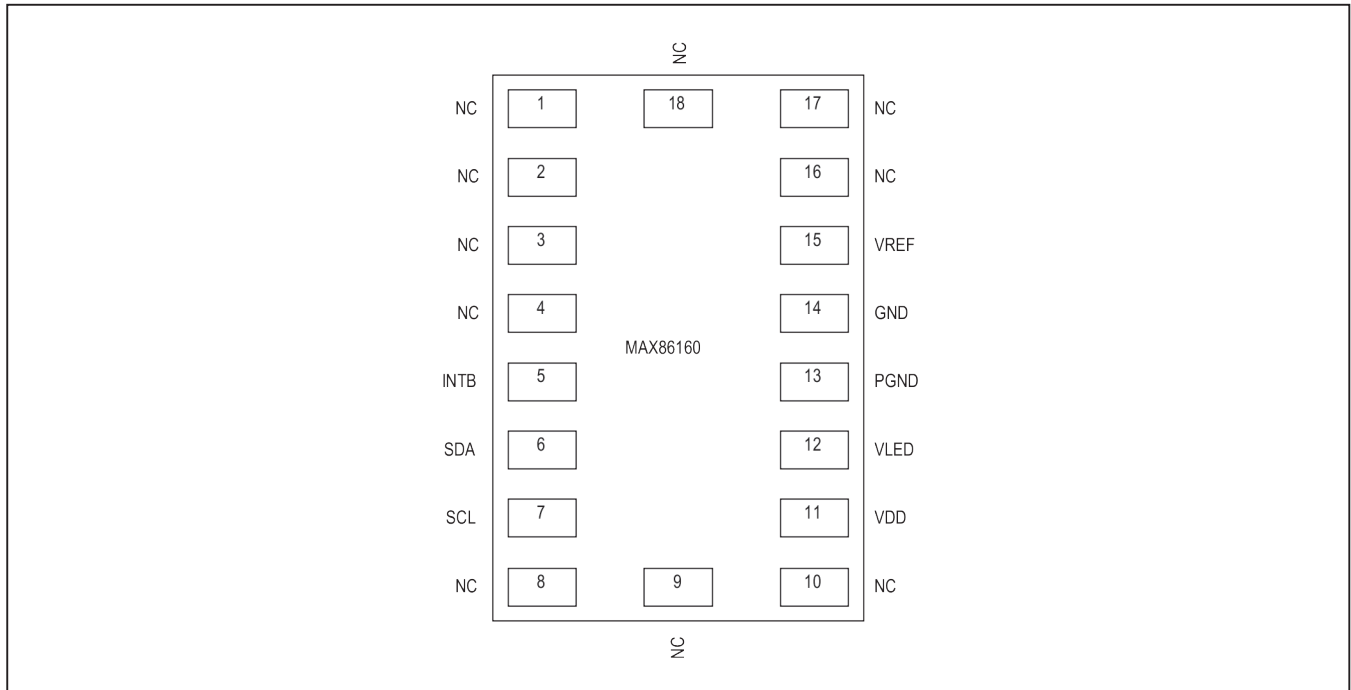 NC
NC 1 18 17 NC
NC 2 16 NC
NC 3 15 VREF
NC 4 14 GND
MAX86160
INTB 5 13 PGND
SDA 6 12 VLED
SCL 7 11 VDD
NC 8 9 10 NC
NC